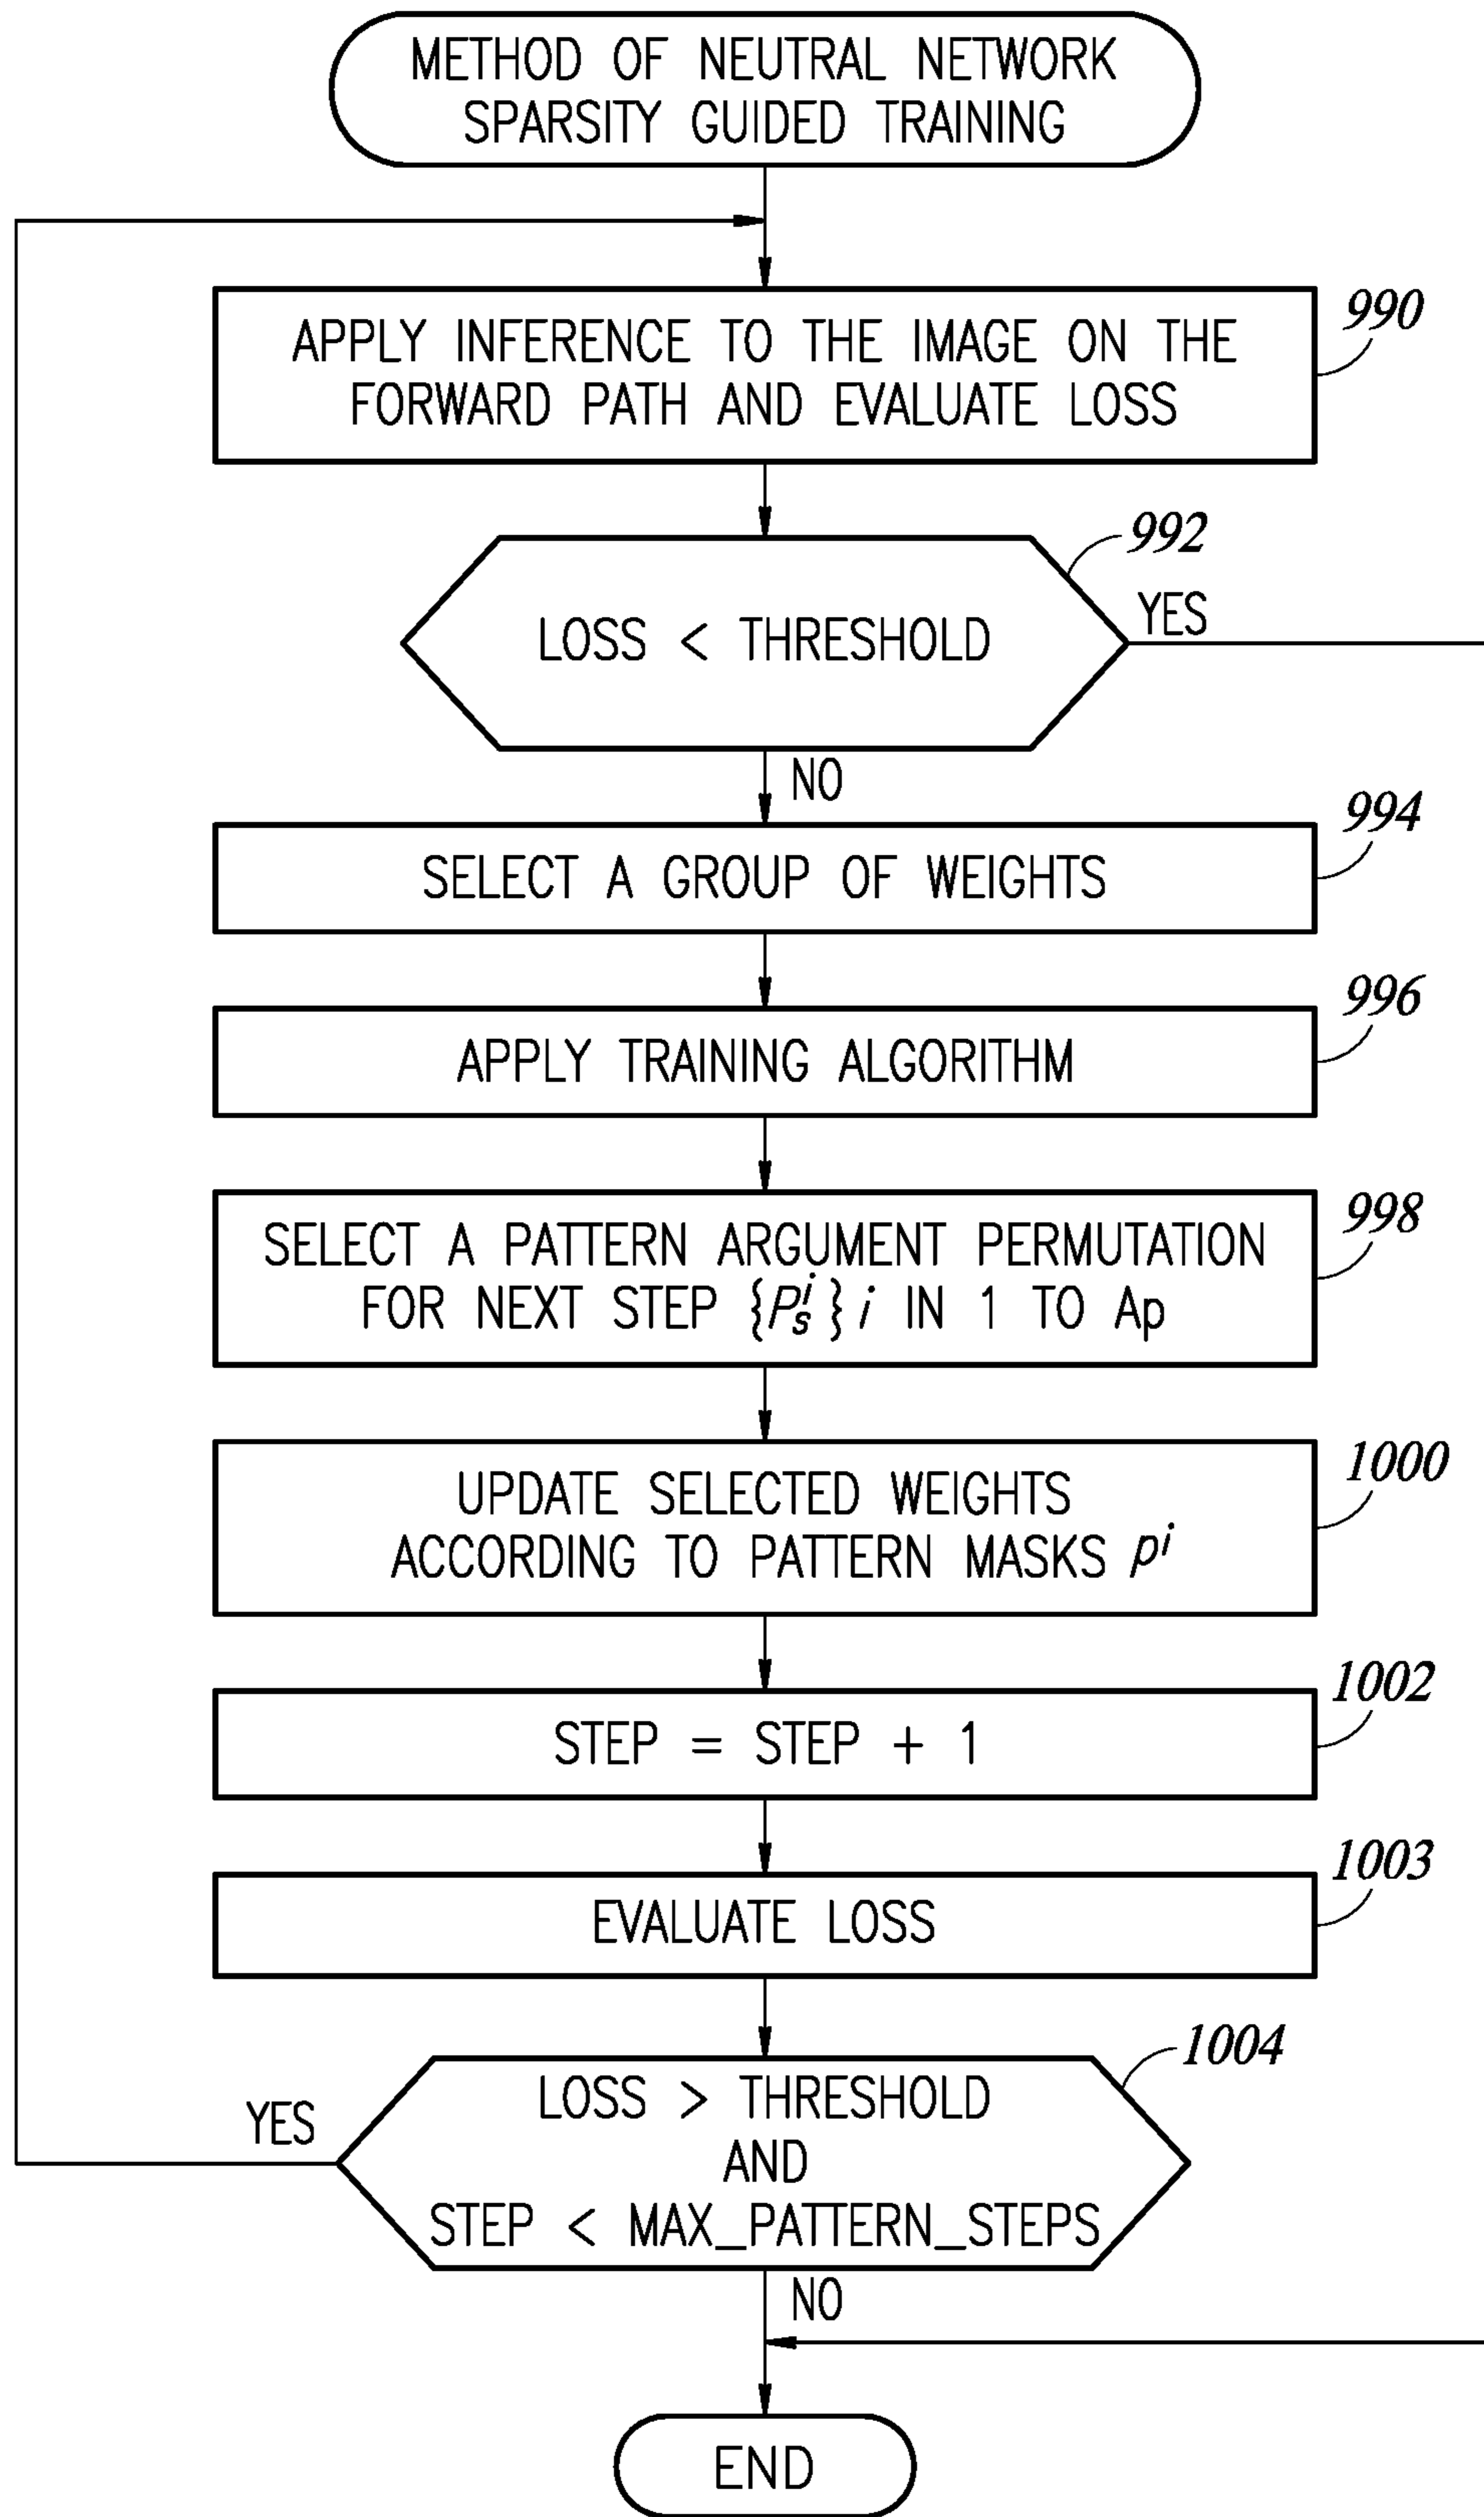 METHOD OF NEUTRAL NETWORK
SPARSITY GUIDED TRAINING
APPLY INFERENCE TO THE IMAGE ON THE
FORWARD PATH AND EVALUATE LOSS
990
LOSS < THRESHOLD
992
YES
NO
SELECT A GROUP OF WEIGHTS
994
APPLY TRAINING ALGORITHM
996
SELECT A PATTERN ARGUMENT PERMUTATION
FOR NEXT STEP {P_s^i} i IN 1 TO Ap
998
UPDATE SELECTED WEIGHTS
ACCORDING TO PATTERN MASKS p^i
1000
STEP = STEP + 1
1002
EVALUATE LOSS
1003
LOSS > THRESHOLD
AND
STEP < MAX_PATTERN_STEPS
1004
YES
NO
END